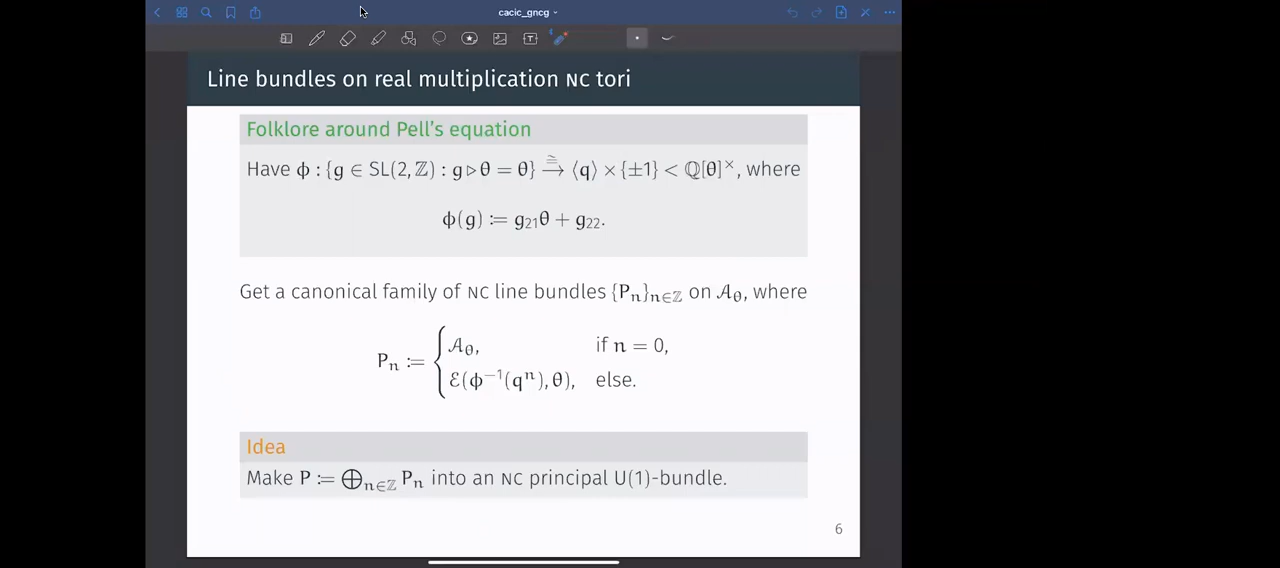 cacic_gncg
Line bundles on real multiplication NC tori
Folklore around Pell's equation
Have ϕ : {g ∈ SL(2, ℤ) : g ▷ θ = θ} ≅→ ⟨q⟩ × {±1} < ℚ[θ]×, where
ϕ(g) ≔ g₂₁θ + g₂₂.
Get a canonical family of NC line bundles {Pₙ}ₙ∈ℤ on 𝒜_θ, where
Pₙ ≔ { 𝒜_θ, if n = 0,
ℰ(ϕ⁻¹(qⁿ), θ), else.
Idea
Make P ≔ ⊕ₙ∈ℤ Pₙ into an NC principal U(1)-bundle.
6